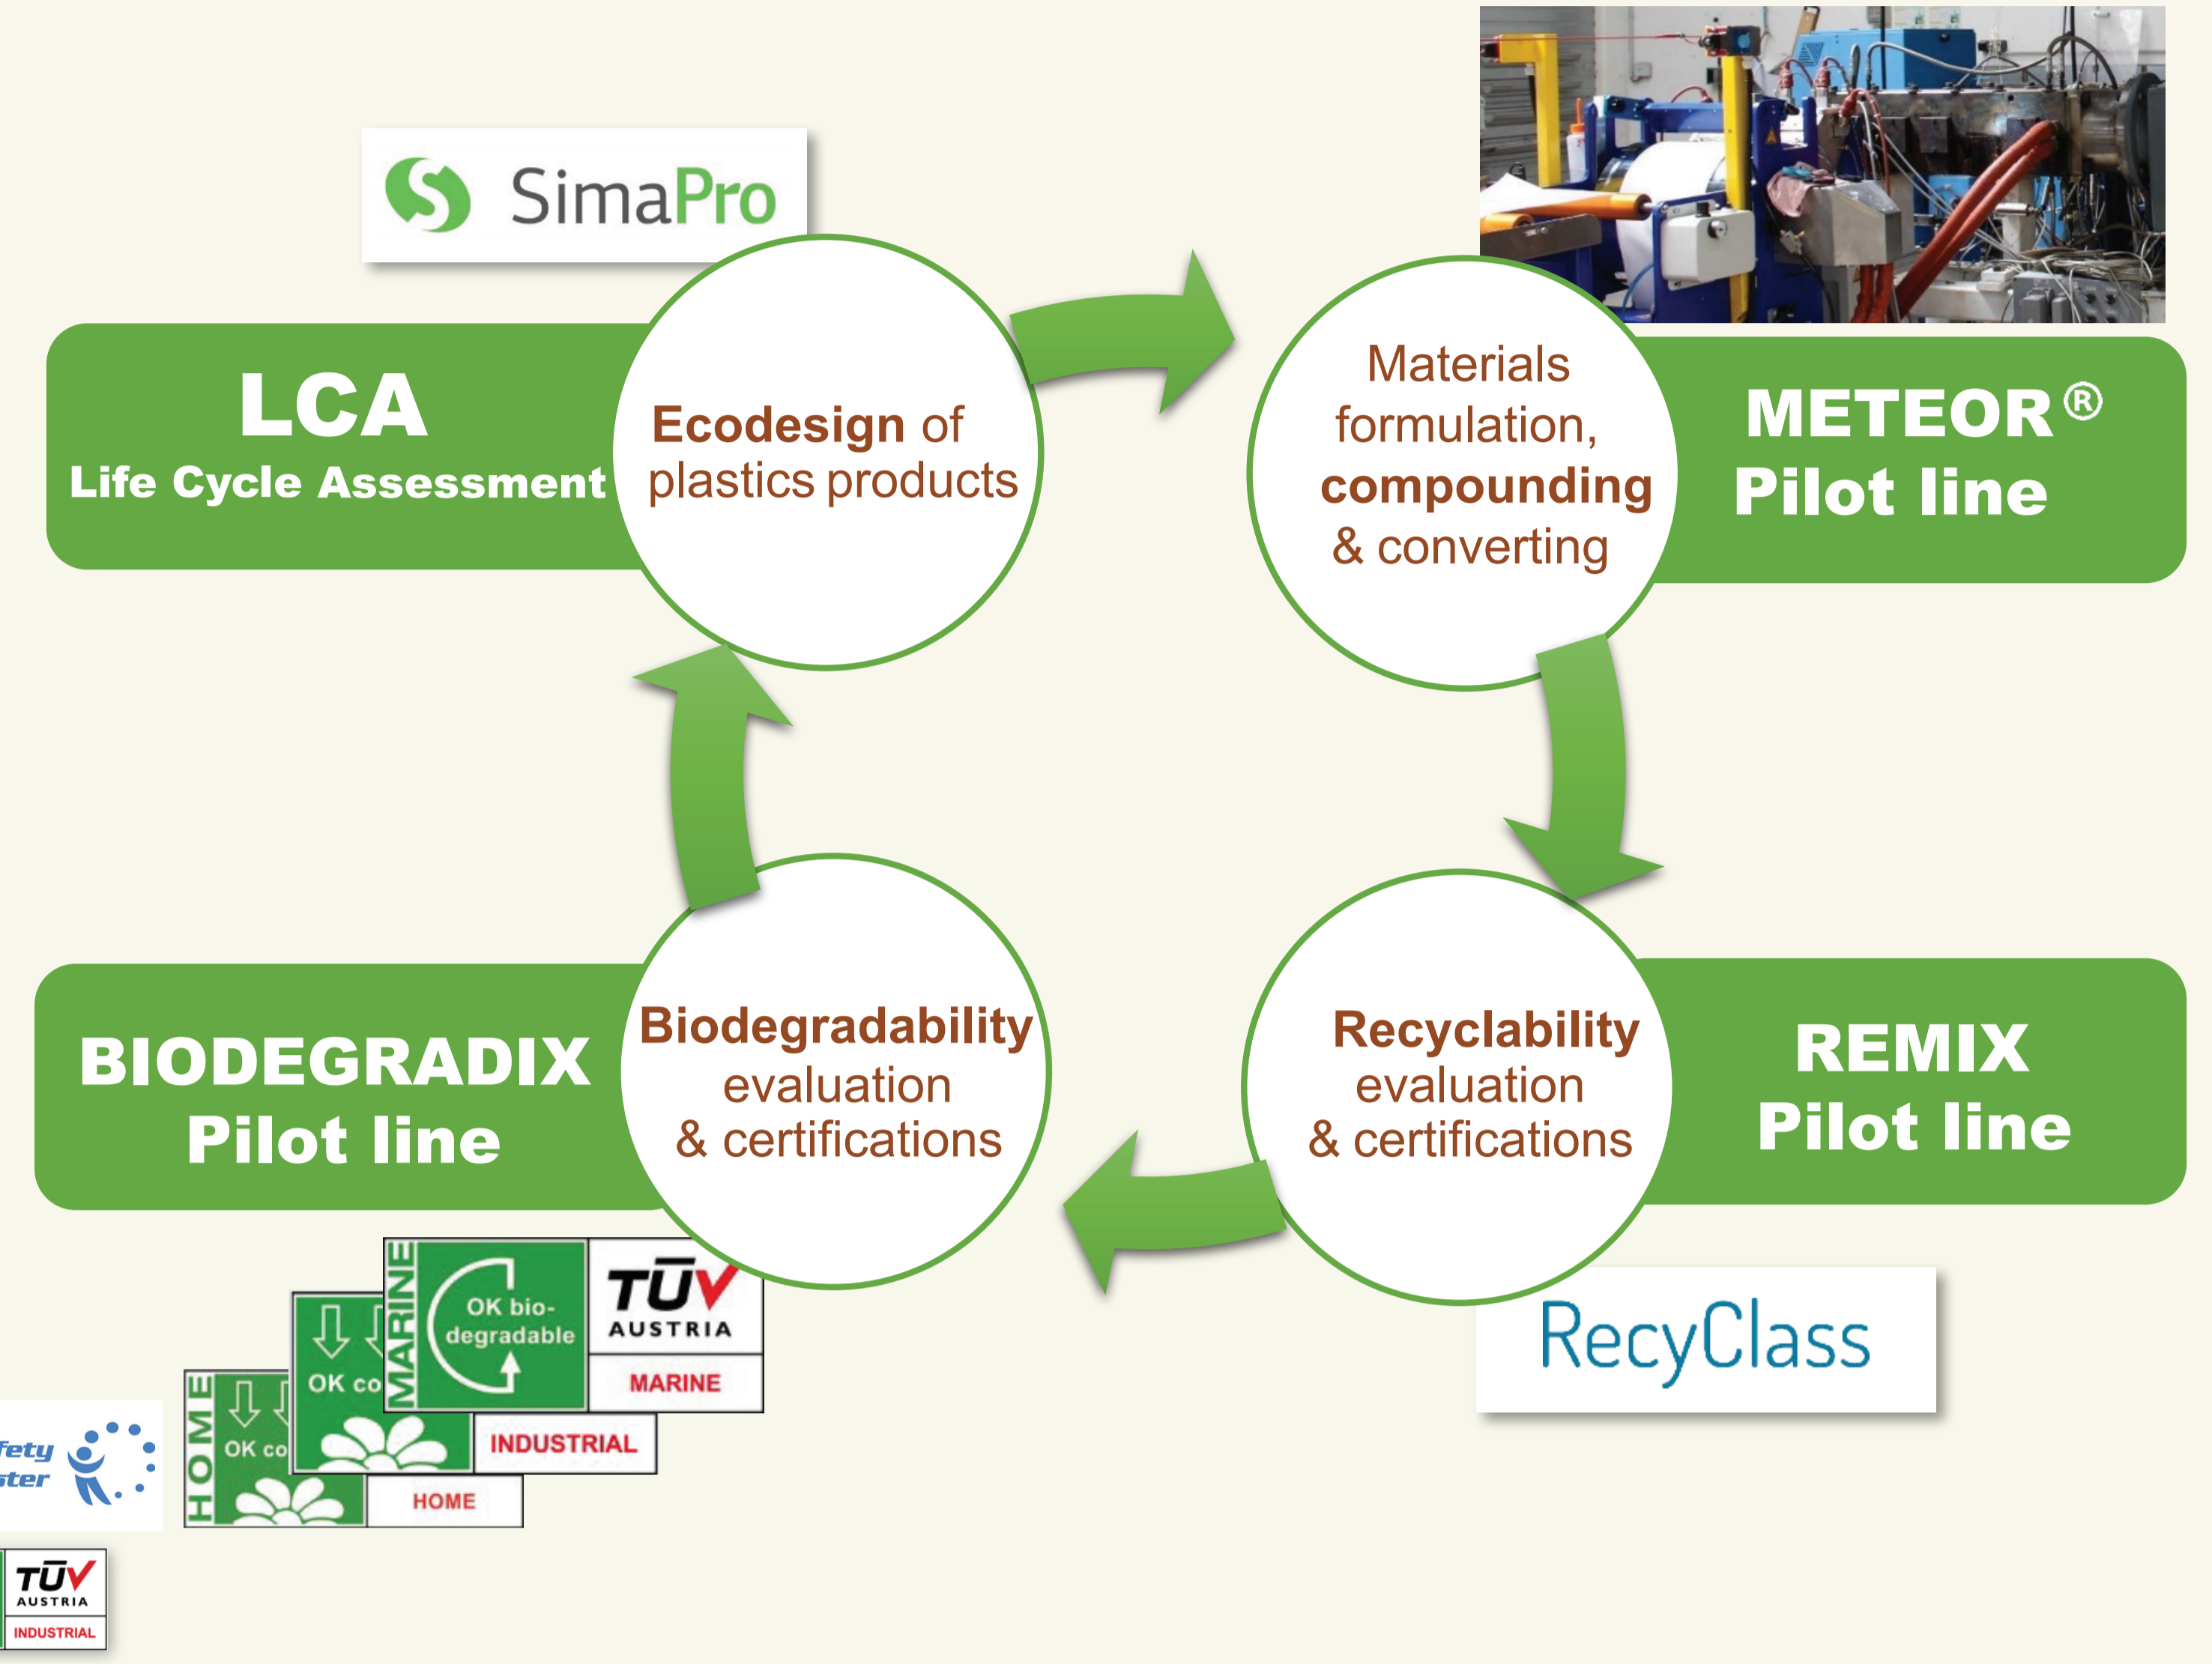 SimaPro
LCA
Life Cycle Assessment
Ecodesign of
plastics products
Materials
formulation,
compounding
& converting
METEOR®
Pilot line
BIODEGRADIX
Pilot line
Biodegradability
evaluation
& certifications
Recyclability
evaluation
& certifications
REMIX
Pilot line
MARINE
OK bio-
degradable
TÜV
AUSTRIA
MARINE
OK co
INDUSTRIAL
HOME
OK co
HOME
RecyClass
TÜV
AUSTRIA
INDUSTRIAL